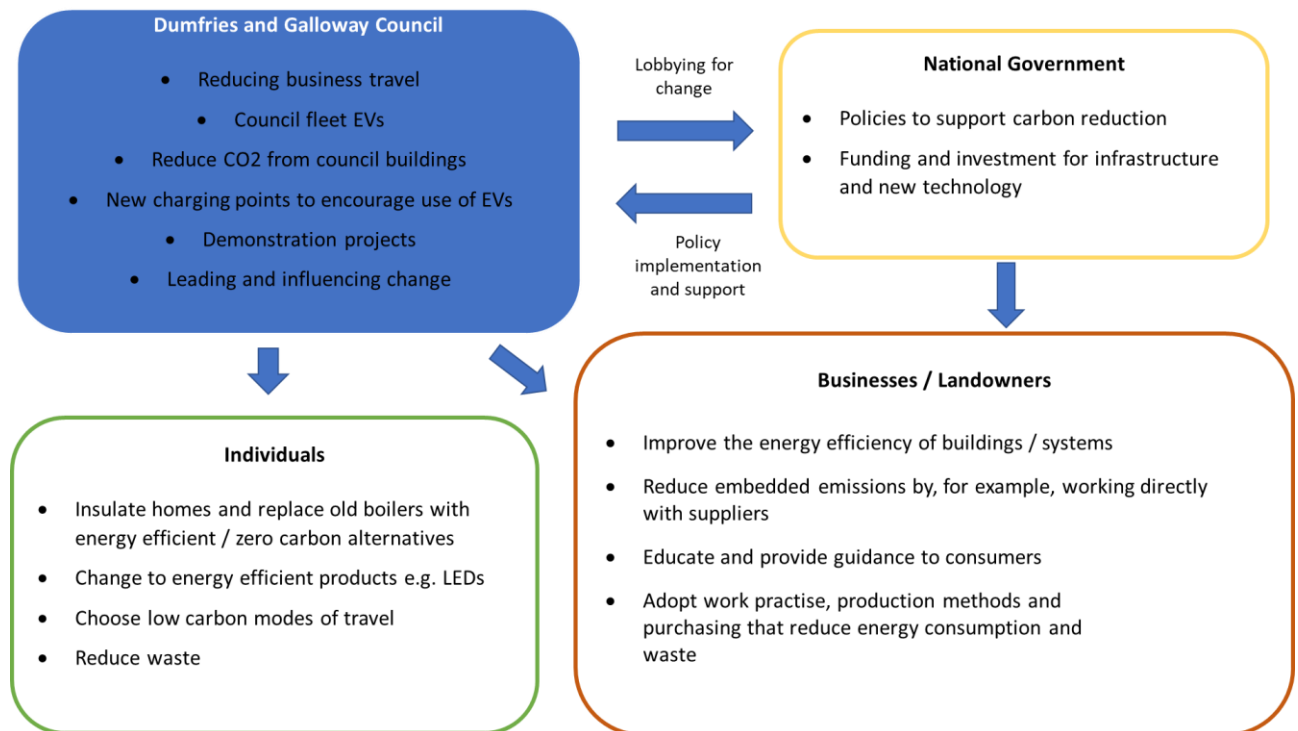 Dumfries and Galloway Council
• Reducing business travel
• Council fleet EVs
• Reduce CO2 from council buildings
• New charging points to encourage use of EVs
• Demonstration projects
• Leading and influencing change
Lobbying for
change
Policy
implementation
and support
National Government
• Policies to support carbon reduction
• Funding and investment for infrastructure
and new technology
Individuals
• Insulate homes and replace old boilers with
energy efficient / zero carbon alternatives
• Change to energy efficient products e.g. LEDs
• Choose low carbon modes of travel
• Reduce waste
Businesses / Landowners
• Improve the energy efficiency of buildings / systems
• Reduce embedded emissions by, for example, working directly
with suppliers
• Educate and provide guidance to consumers
• Adopt work practise, production methods and
purchasing that reduce energy consumption and
waste